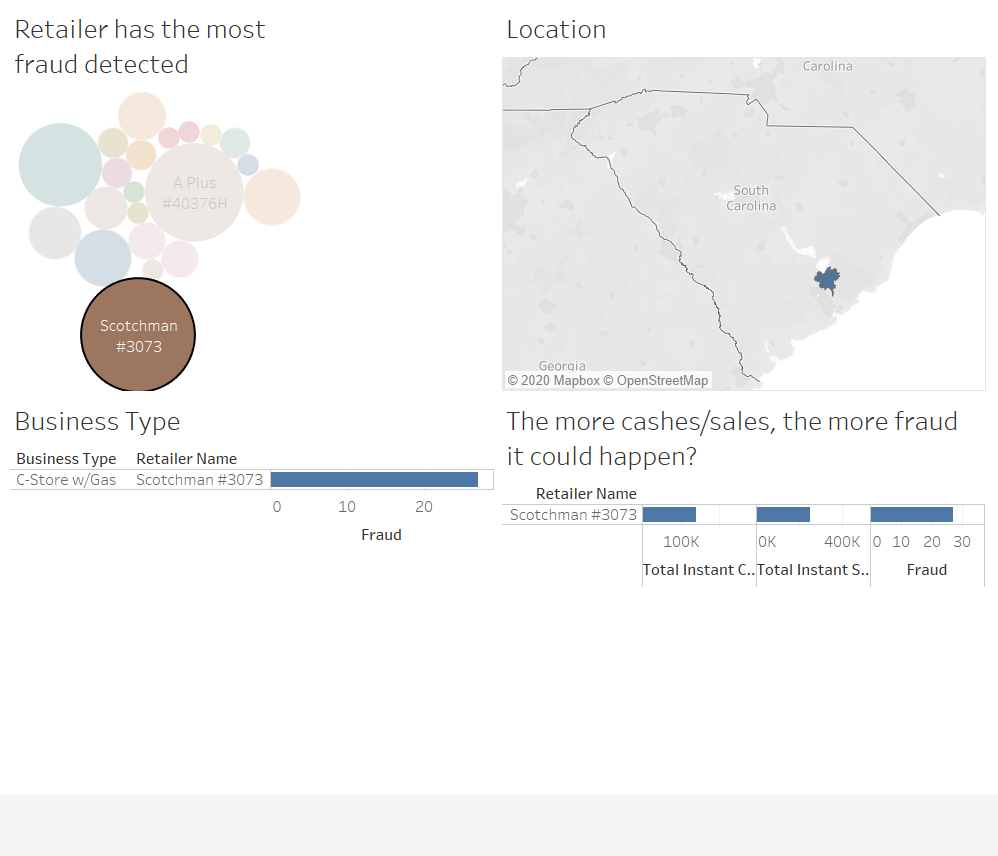 Retailer has the most
fraud detected
A Plus
#40376H
Scotchman
#3073
Location
Carolina
South
Carolina
Georgia
© 2020 Mapbox © OpenStreetMap
Business Type
Business Type Retailer Name
C-Store w/Gas Scotchman #3073
0 10 20
Fraud
The more cashes/sales, the more fraud
it could happen?
Retailer Name
Scotchman #3073
100K 0K 400K 0 10 20 30
Total Instant C.. Total Instant S.. Fraud